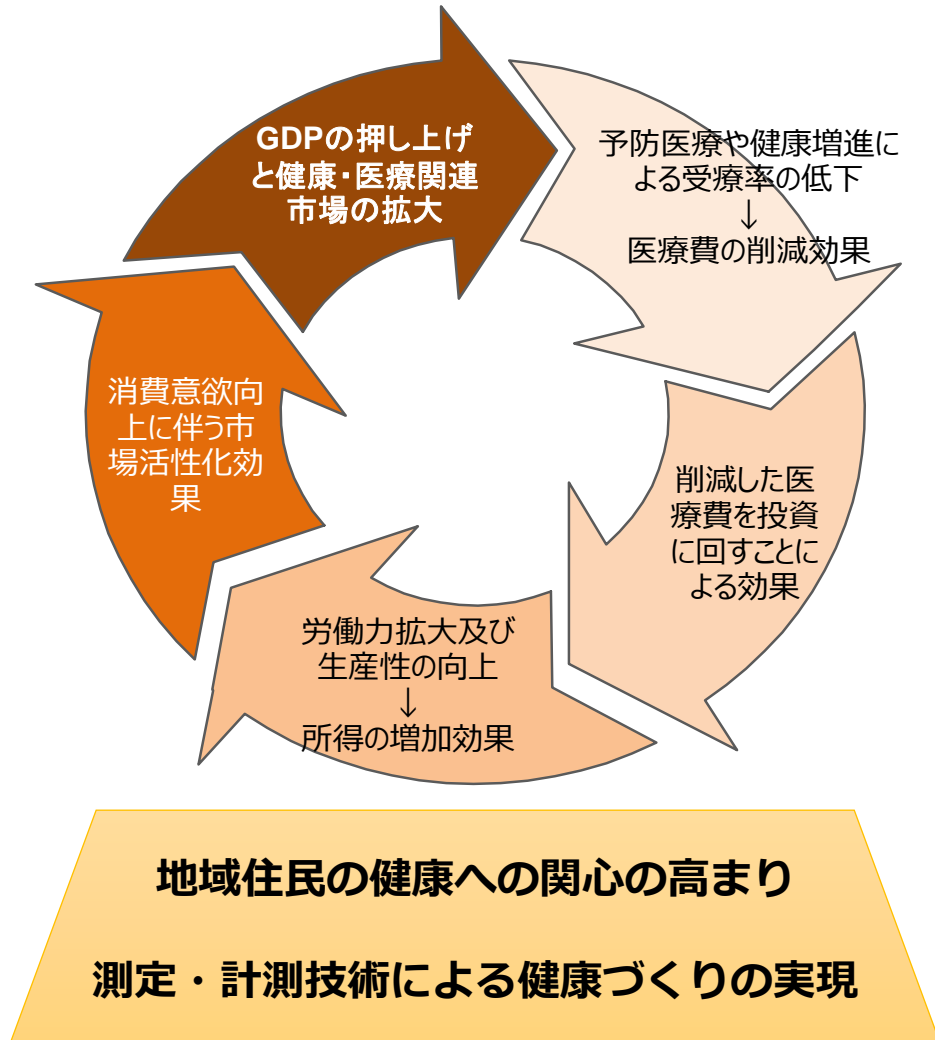 GDPの押し上げ
と健康・医療関連
市場の拡大
予防医療や健康増進に
よる受療率の低下
↓
医療費の削減効果
削減した医
療費を投資
に回すことに
よる効果
労働力拡大及び
生産性の向上
↓
所得の増加効果
消費意欲向
上に伴う市
場活性化効
果
地域住民の健康への関心の高まり
測定・計測技術による健康づくりの実現